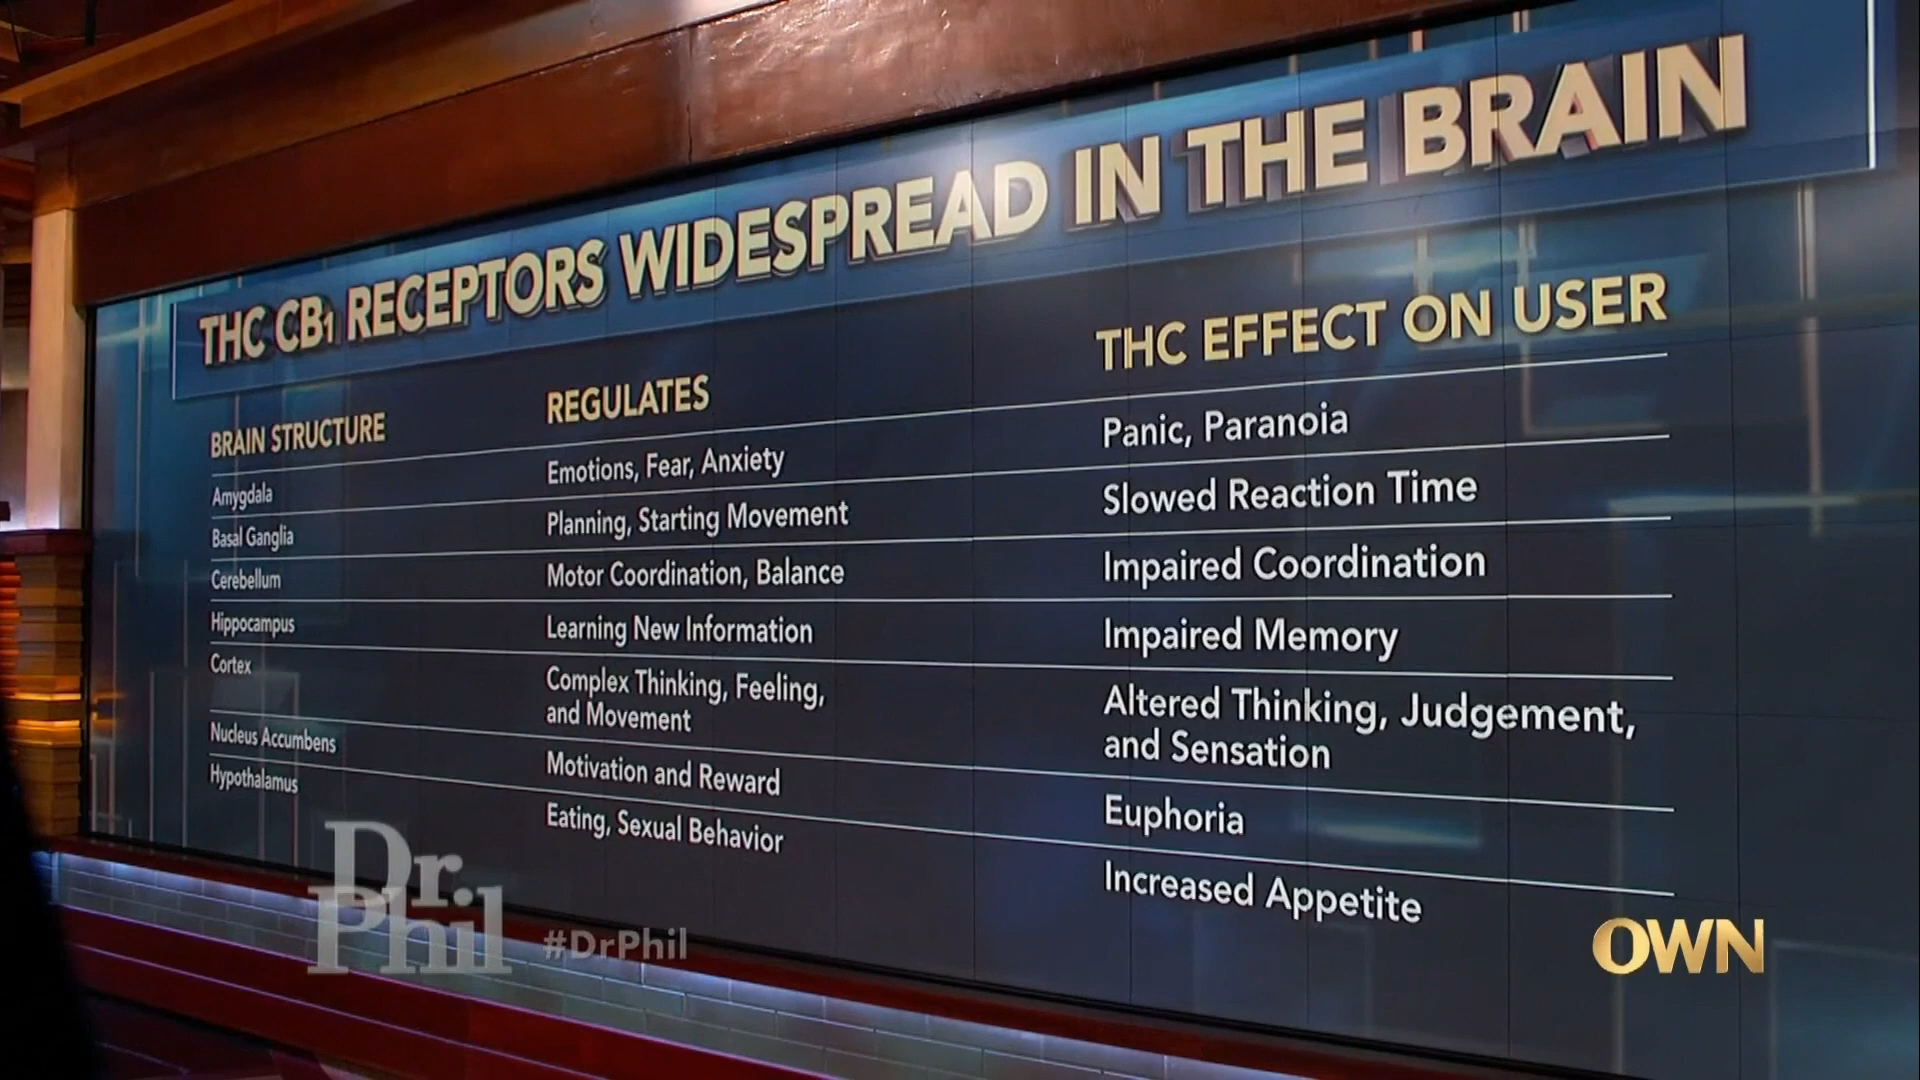 THC CB1 RECEPTORS WIDESPREAD IN THE BRAIN
BRAIN STRUCTURE REGULATES THC EFFECT ON USER
Amygdala Emotions, Fear, Anxiety Panic, Paranoia
Basal Ganglia Planning, Starting Movement Slowed Reaction Time
Cerebellum Motor Coordination, Balance Impaired Coordination
Hippocampus Learning New Information Impaired Memory
Cortex Complex Thinking, Feeling, Altered Thinking, Judgement,
and Movement and Sensation
Nucleus Accumbens Motivation and Reward Euphoria
Hypothalamus Eating, Sexual Behavior Increased Appetite
Dr.
Phil #DrPhil
OWN